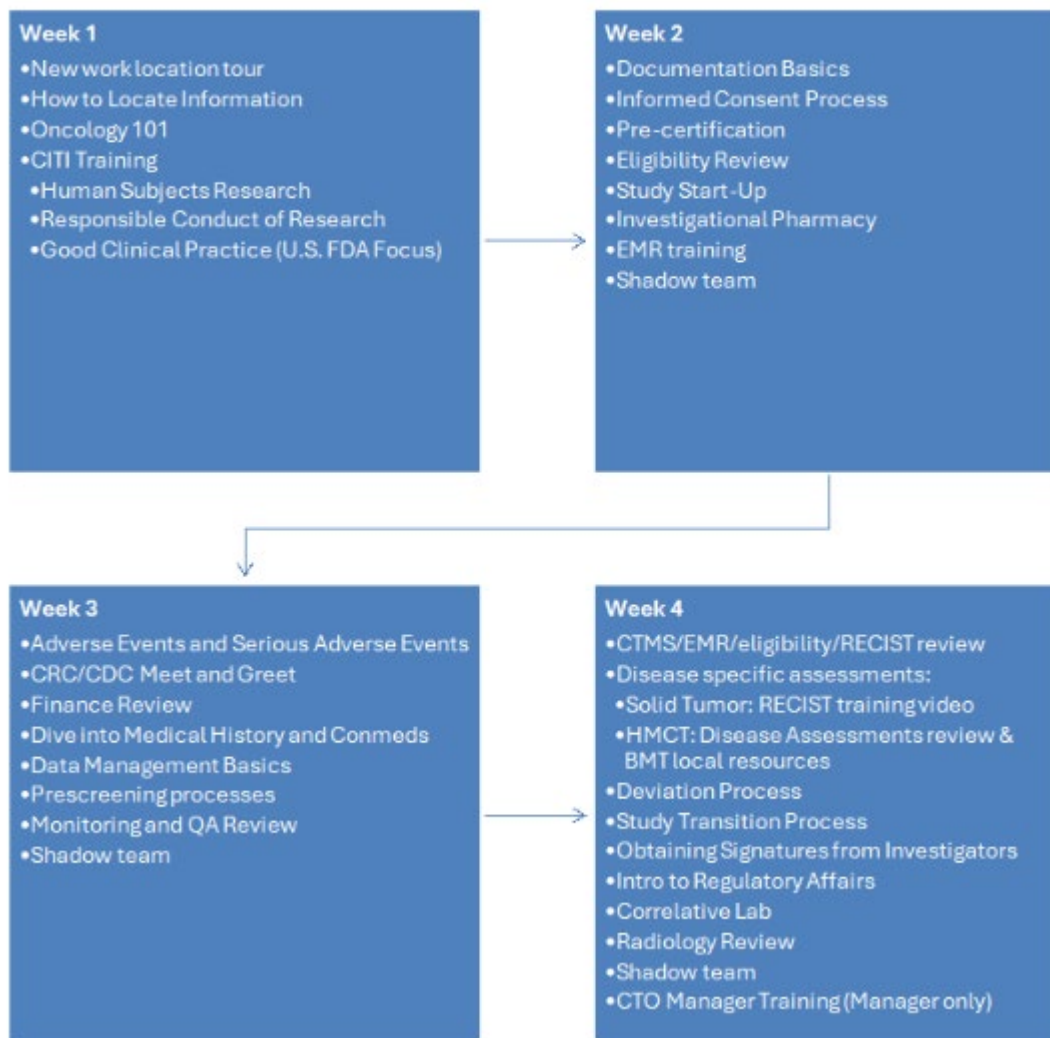 Week 1
•New work location tour
•How to Locate Information
•Oncology 101
•CITI Training
•Human Subjects Research
•Responsible Conduct of Research
•Good Clinical Practice (U.S. FDA Focus)
Week 2
•Documentation Basics
•Informed Consent Process
•Pre-certification
•Eligibility Review
•Study Start-Up
•Investigational Pharmacy
•EMR training
•Shadow team
Week 3
•Adverse Events and Serious Adverse Events
•CRC/CDC Meet and Greet
•Finance Review
•Dive into Medical History and Conmeds
•Data Management Basics
•Prescreening processes
•Monitoring and QA Review
•Shadow team
Week 4
•CTMS/EMR/eligibility/RECIST review
•Disease specific assessments:
•Solid Tumor: RECIST training video
•HMCT: Disease Assessments review &
BMT local resources
•Deviation Process
•Study Transition Process
•Obtaining Signatures from Investigators
•Intro to Regulatory Affairs
•Correlative Lab
•Radiology Review
•Shadow team
•CTO Manager Training (Manager only)